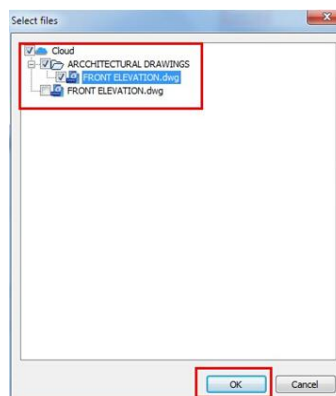 Select files
Cloud
ARCCHITECTURAL DRAWINGS
FRONT ELEVATION.dwg
FRONT ELEVATION.dwg
OK Cancel